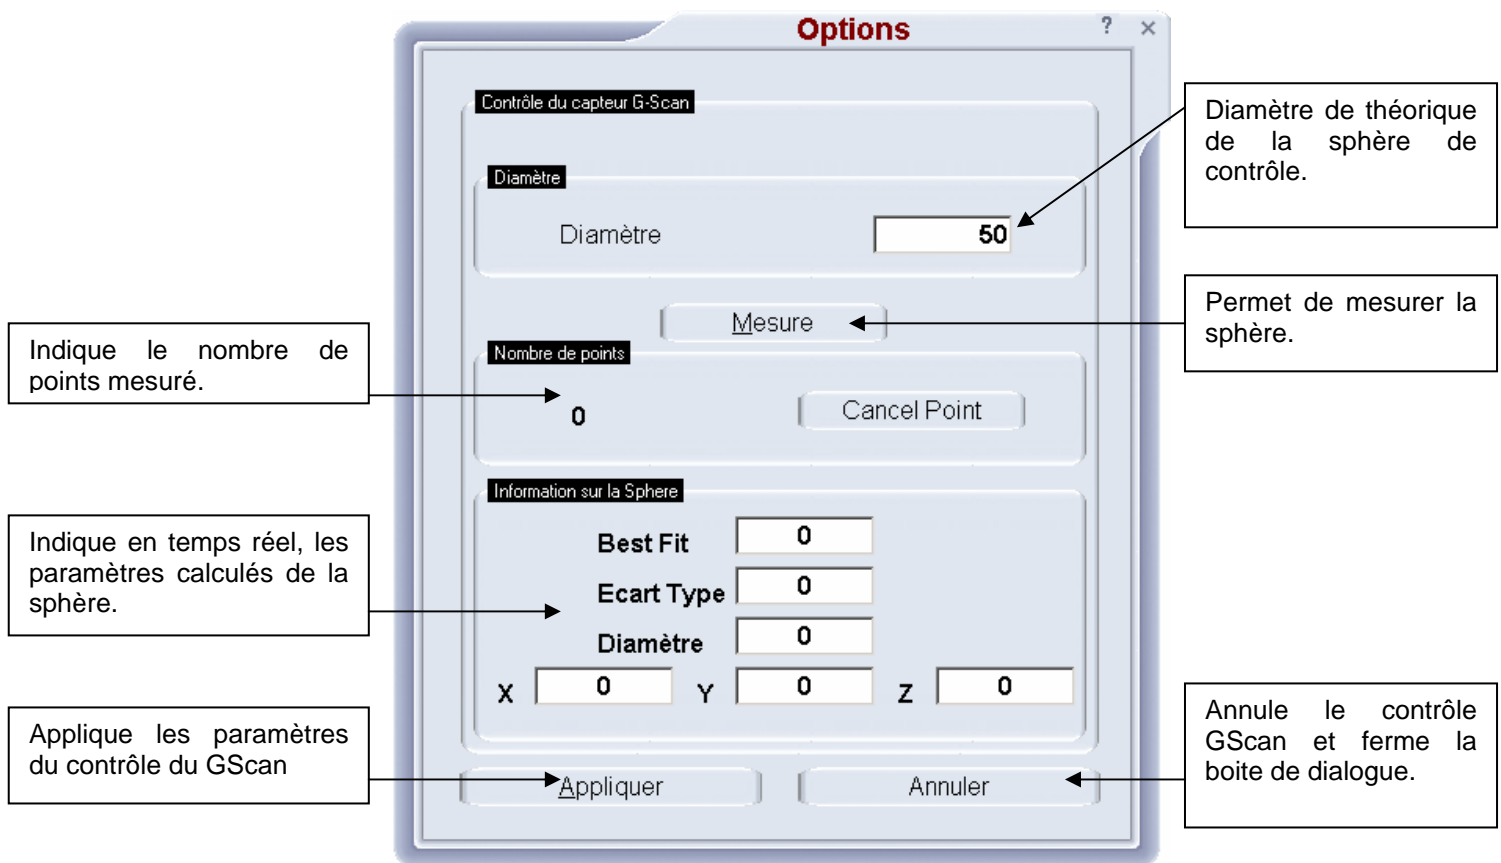 Options
?
×
Contrôle du capteur G-Scan
Diamètre
Diamètre
50
Mesure
Nombre de points
0
Cancel Point
Information sur la Sphere
Best Fit
0
Ecart Type
0
Diamètre
0
X
0
Y
0
Z
0
Appliquer
Annuler
Diamètre de théorique
de la sphère de
contrôle.
Permet de mesurer la
sphère.
Indique le nombre de
points mesuré.
Indique en temps réel, les
paramètres calculés de la
sphère.
Applique les paramètres
du contrôle du GScan
Annule le contrôle
GScan et ferme la
boite de dialogue.